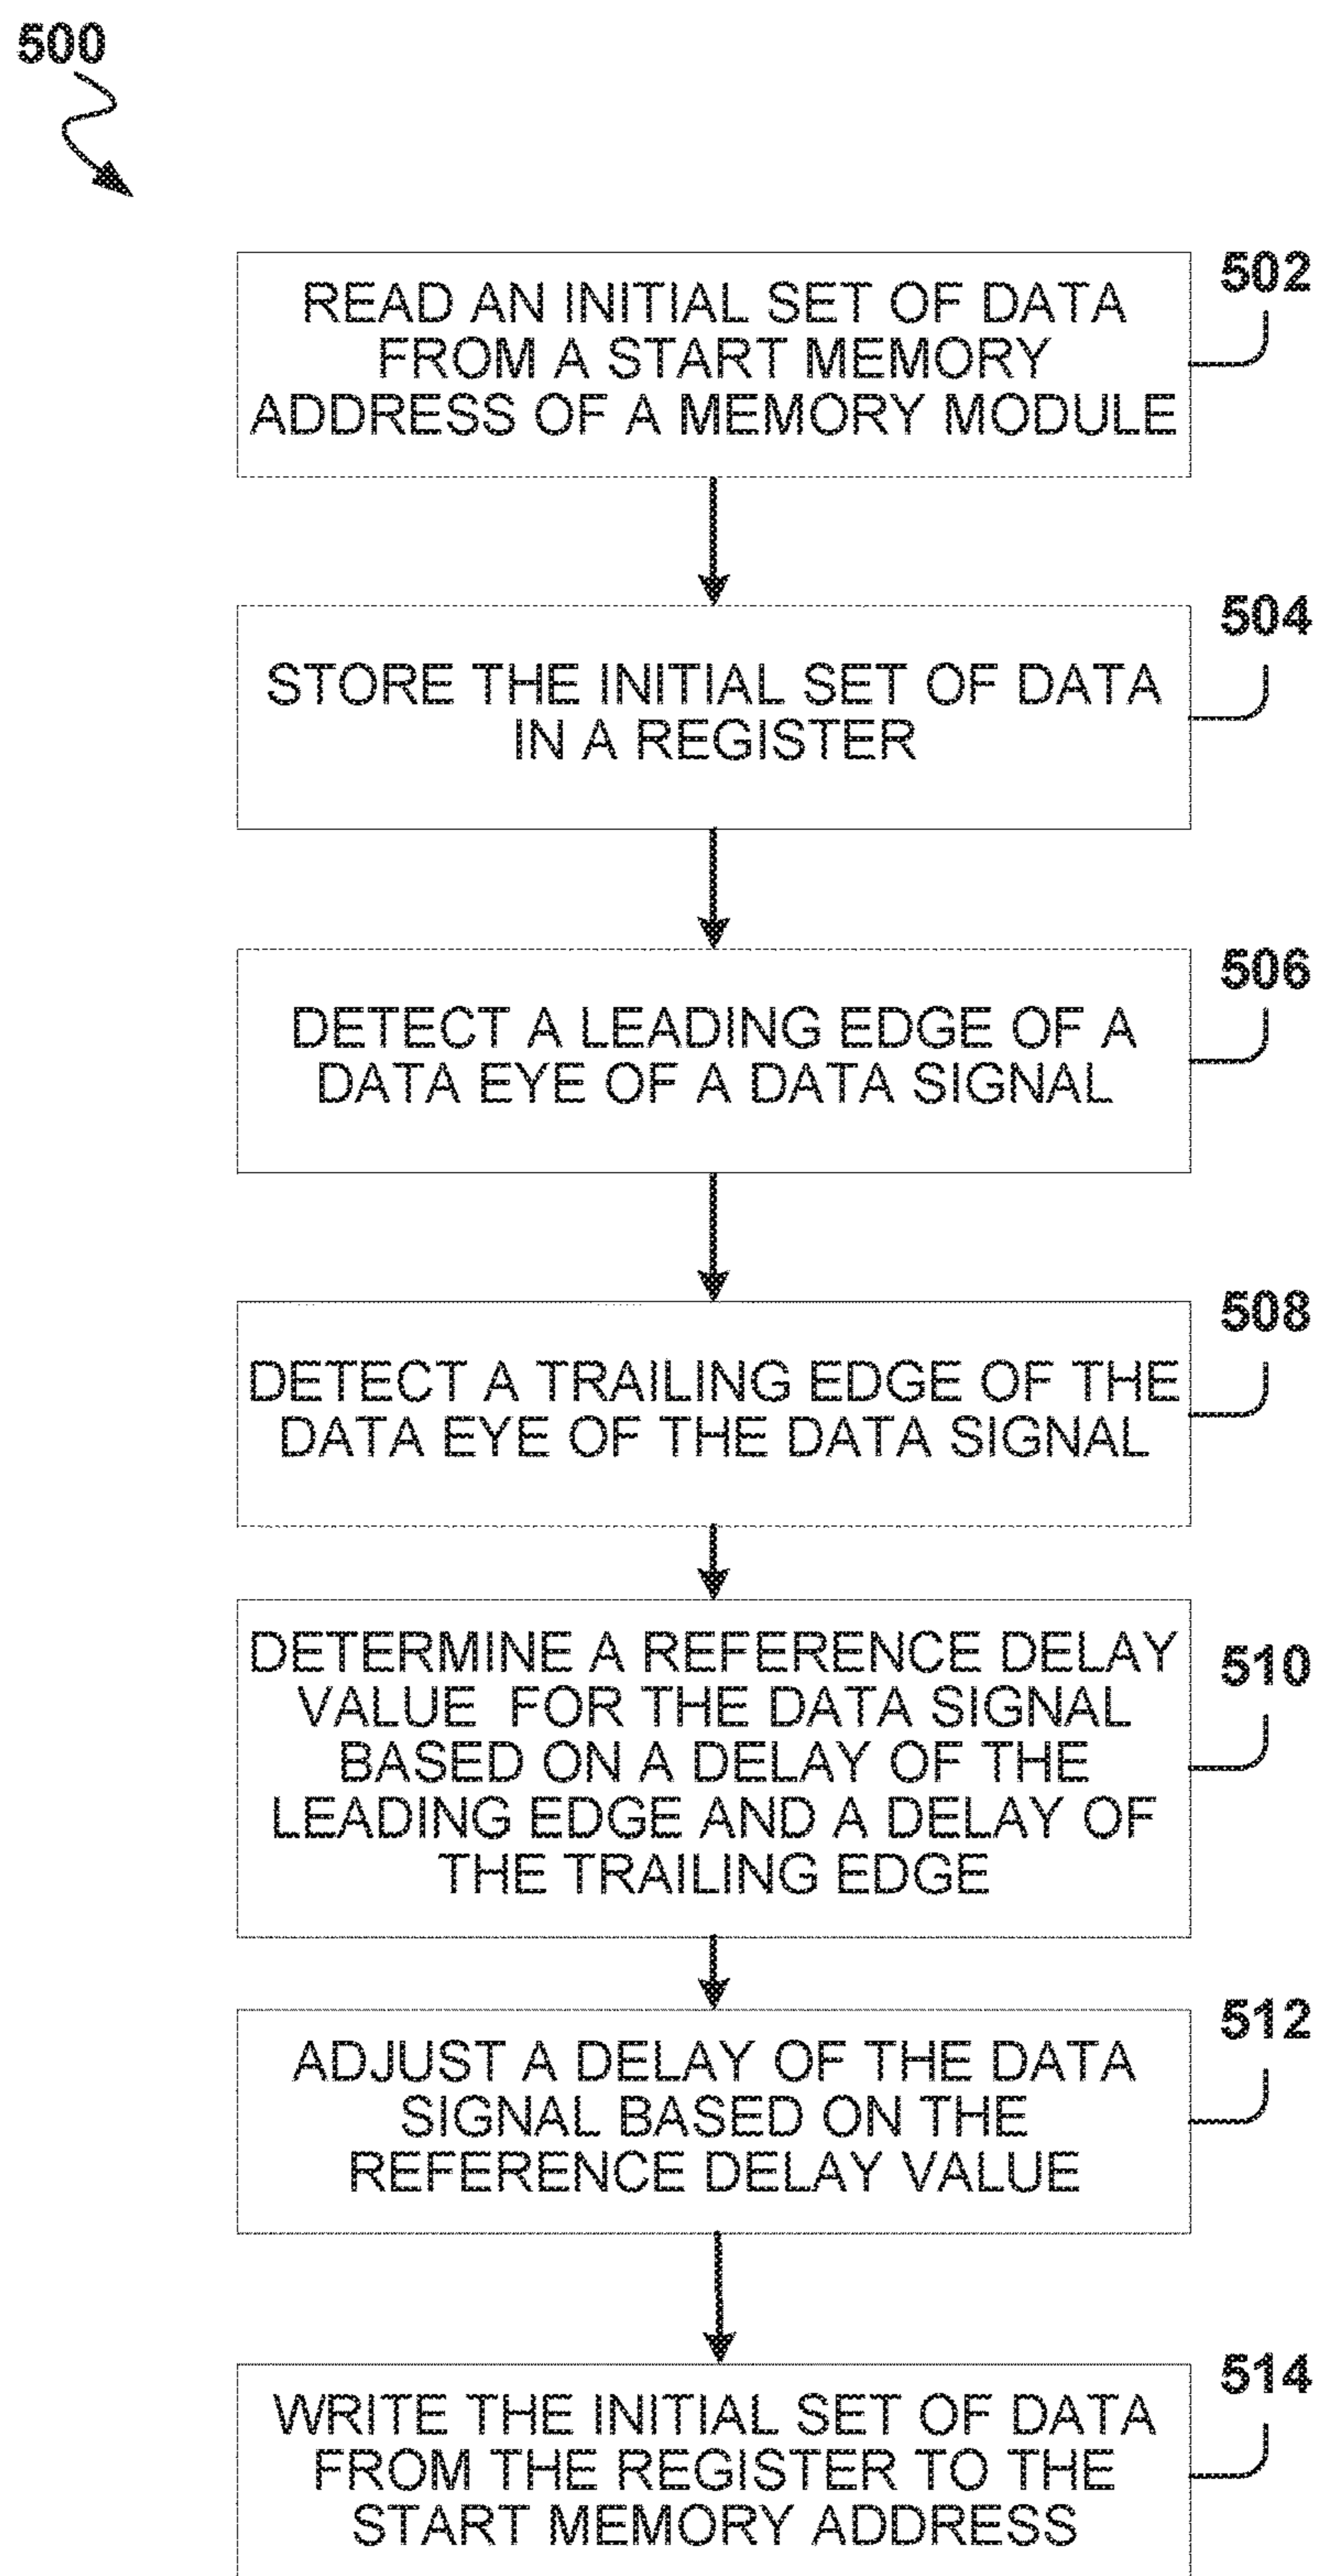 500
502
READ AN INITIAL SET OF DATA
FROM A START MEMORY
ADDRESS OF A MEMORY MODULE
504
STORE THE INITIAL SET OF DATA
IN A REGISTER
506
DETECT A LEADING EDGE OF A
DATA EYE OF A DATA SIGNAL
508
DETECT A TRAILING EDGE OF THE
DATA EYE OF THE DATA SIGNAL
510
DETERMINE A REFERENCE DELAY
VALUE FOR THE DATA SIGNAL
BASED ON A DELAY OF THE
LEADING EDGE AND A DELAY OF
THE TRAILING EDGE
512
ADJUST A DELAY OF THE DATA
SIGNAL BASED ON THE
REFERENCE DELAY VALUE
514
WRITE THE INITIAL SET OF DATA
FROM THE REGISTER TO THE
START MEMORY ADDRESS